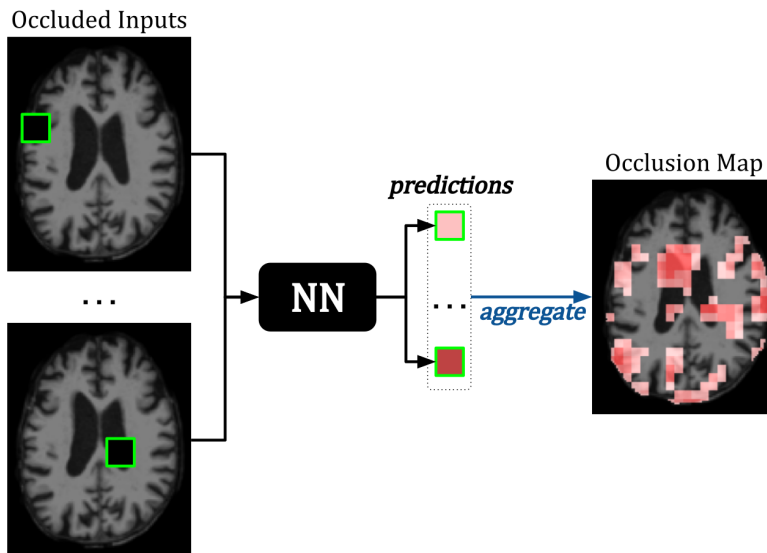 Occluded Inputs
...
NN
predictions
...
aggregate
Occlusion Map